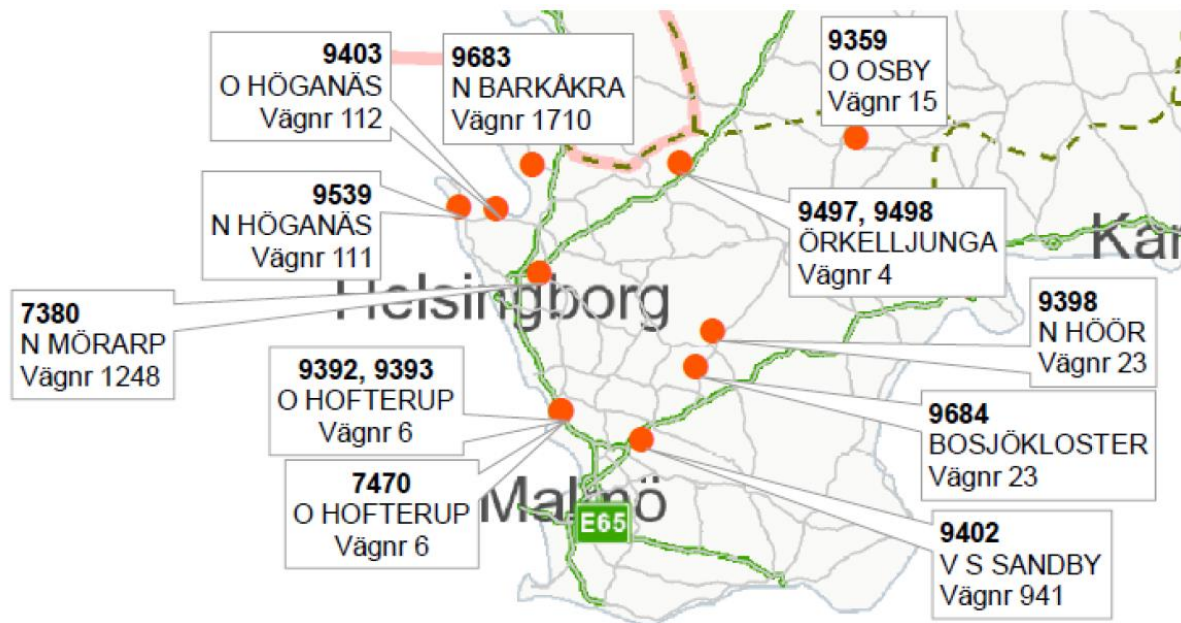 9403
O HÖGANÄS
Vägnr 112
9683
N BARKÅKRA
Vägnr 1710
9359
O OSBY
Vägnr 15
9539
N HÖGANÄS
Vägnr 111
9497, 9498
ÖRKELLJUNGA
Vägnr 4
Kar
Helsingborg
7380
N MÖRARP
Vägnr 1248
9398
N HÖÖR
Vägnr 23
9392, 9393
O HOFTERUP
Vägnr 6
9684
BOSJÖKLOSTER
Vägnr 23
7470
O HOFTERUP
Vägnr 6
Malmö
E65
9402
V S SANDBY
Vägnr 941